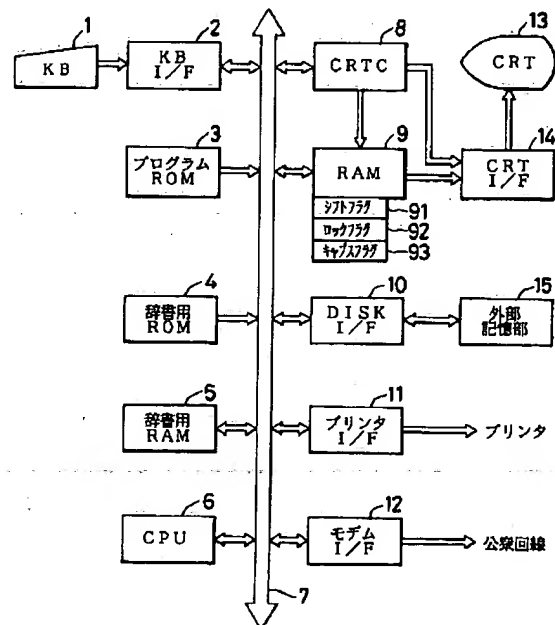 1
KB
2
KB
I/F
8
CRTC
13
CRT
3
プログラム
ROM
9
RAM
シフトフラグ
91
ロックフラグ
92
キャプスフラグ
93
14
CRT
I/F
4
辞書用
ROM
10
DISK
I/F
15
外部
記憶部
5
辞書用
RAM
11
プリンタ
I/F
プリンタ
6
CPU
12
モデム
I/F
公衆回線
7